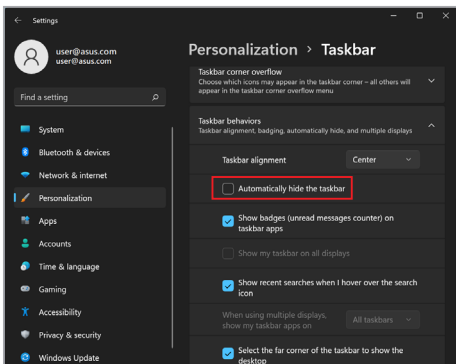 Settings
user@asus.com
user@asus.com
Find a setting
System
Bluetooth & devices
Network & internet
Personalization
Apps
Accounts
Time & language
Gaming
Accessibility
Privacy & security
Windows Update
Personalization > Taskbar
Taskbar corner overflow
Choose which icons may appear in the taskbar corner – all others will
appear in the taskbar corner overflow menu
Taskbar behaviors
Taskbar alignment, badging, automatically hide, and multiple displays
Taskbar alignment
Center
Automatically hide the taskbar
Show badges (unread messages counter) on
taskbar apps
Show my taskbar on all displays
Show recent searches when I hover over the search
icon
When using multiple displays,
show my taskbar apps on
All taskbars
Select the far corner of the taskbar to show the
desktop